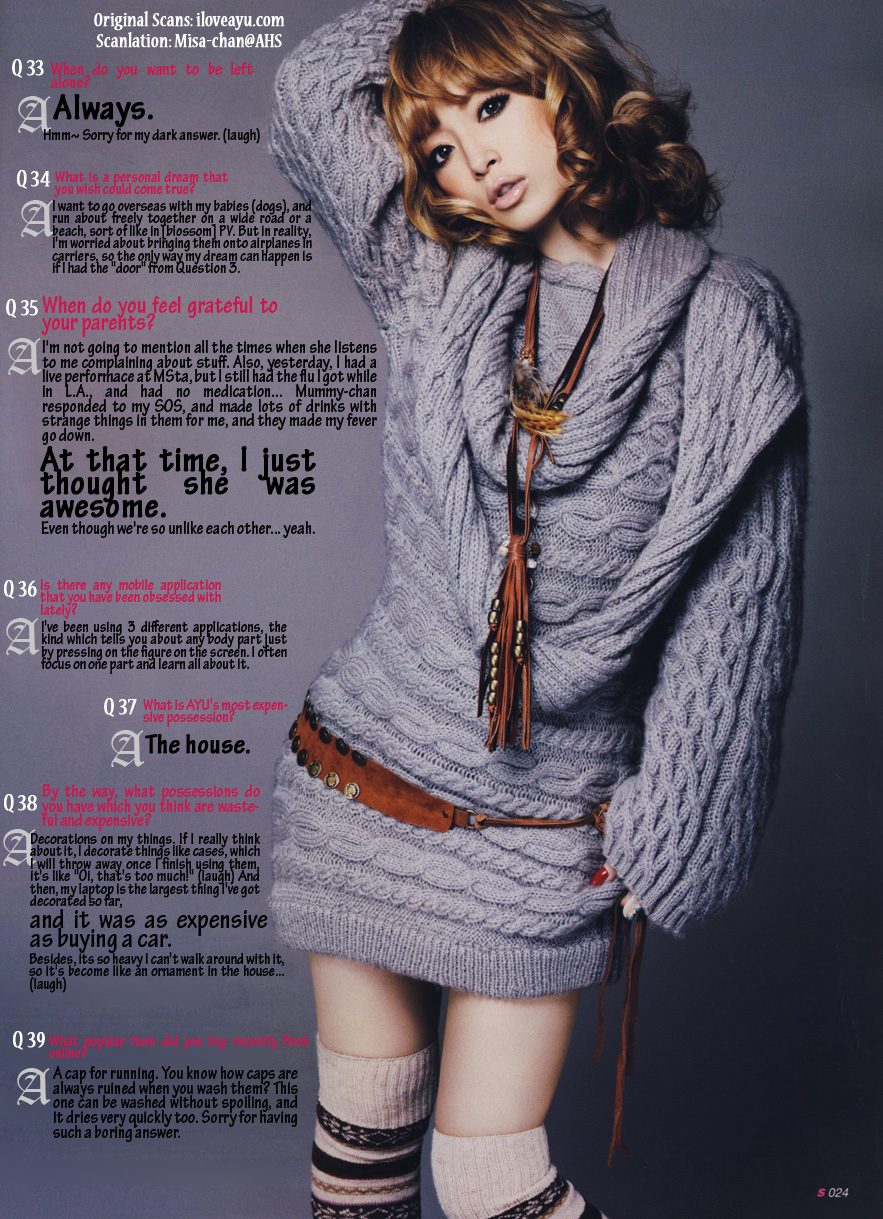 Original Scans: iloveayu.com
Scanlation: Misa-chan@AHS
Q 33 When do you want to be left
alone?
A Always.
Hmm~ Sorry for my dark answer. (laugh)
Q 34 What is a personal dream that
you wish could come true?
A I want to go overseas with my babies (dogs), and
run about freely together on a wide road or a
beach, sort of like in [blossom] PV. But in reality,
I'm worried about bringing them onto airplanes in
carriers, so the only way my dream can happen is
if I had the "door" from Question 3.
Q 35 When do you feel grateful to
your parents?
A I'm not going to mention all the times when she listens
to me complaining about stuff. Also, yesterday, I had a
live performace at MSta, but I still had the flu I got while
in L.A., and had no medication... Mummy-chan
responded to my SOS, and made lots of drinks with
strange things in them for me, and they made my fever
go down.
At that time, I just
thought she was
awesome.
Even though we're so unlike each other... yeah.
Q 36 Is there any mobile application
that you have been obsessed with
lately?
A I've been using 3 different applications, the
kind which tells you about any body part just
by pressing on the figure on the screen. I often
focus on one part and learn all about it.
Q 37 What is AYU's most expen-
sive possession?
A The house.
Q 38 By the way, what possessions do
you have which you think are waste-
ful and expensive?
A Decorations on my things. If I really think
about it, I decorate things like cases, which
I will throw away once I finish using them,
it's like "Oi, that's too much!" (laugh) And
then, my laptop is the largest thing I've got
decorated so far,
and it was as expensive
as buying a car.
Besides, its so heavy I can't walk around with it,
so it's become like an ornament in the house...
(laugh)
Q 39 What popular item did you buy recently from
online?
A A cap for running. You know how caps are
always ruined when you wash them? This
one can be washed without spoiling, and
it dries very quickly too. Sorry for having
such a boring answer.
S 024